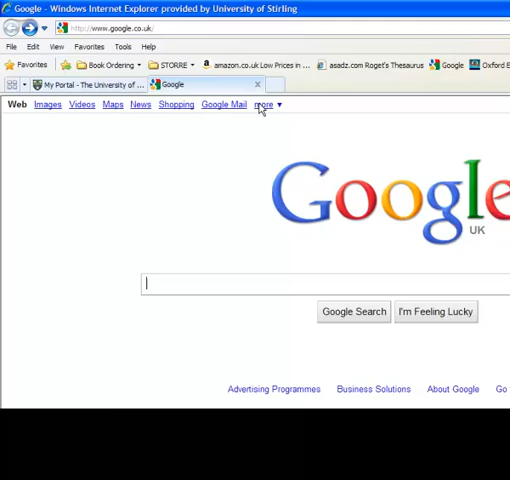 Google - Windows Internet Explorer provided by University of Stirling
http://www.google.co.uk/
File Edit View Favorites Tools Help
Favorites Book Ordering STORRE amazon.co.uk Low Prices in ... asadz.com Roget's Thesaurus Google Oxford E
My Portal - The University of ... Google
Web Images Videos Maps News Shopping Google Mail more
Google
UK
Google Search I'm Feeling Lucky
Advertising Programmes Business Solutions About Google Go